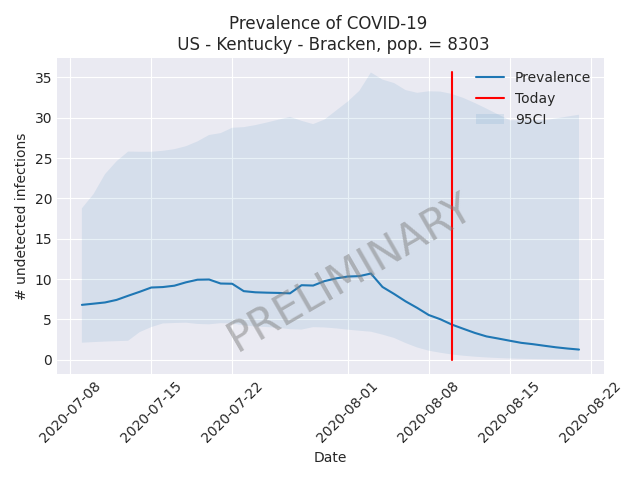 Prevalence of COVID-19
US - Kentucky - Bracken, pop. = 8303
# undetected infections
35
30
25
20
15
10
5
0
Prevalence
Today
95CI
PRELIMINARY
2020-07-08
2020-07-15
2020-07-22
2020-08-01
2020-08-08
2020-08-15
2020-08-22
Date